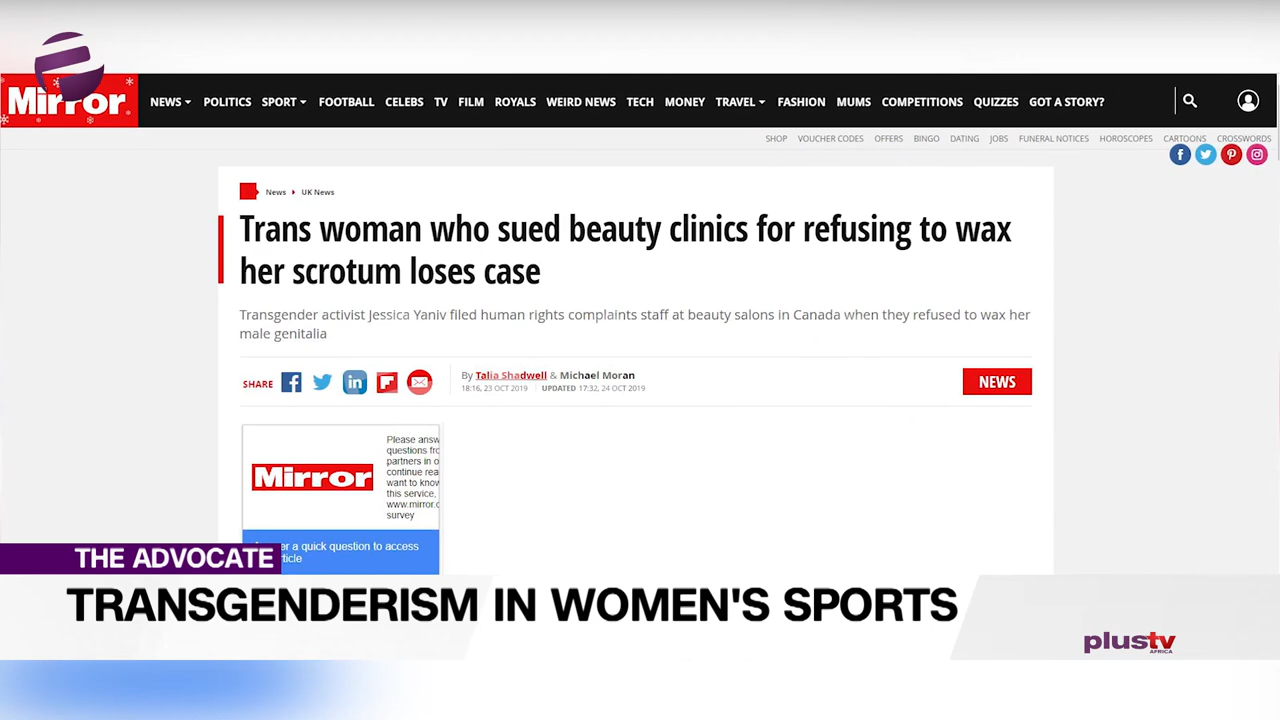 Mirror
NEWS POLITICS SPORT FOOTBALL CELEBS TV FILM ROYALS WEIRD NEWS TECH MONEY TRAVEL FASHION MUMS COMPETITIONS QUIZZES GOT A STORY?
SHOP VOUCHER CODES OFFERS BINGO DATING JOBS FUNERAL NOTICES HOROSCOPES CARTOONS CROSSWORDS
News UK News
Trans woman who sued beauty clinics for refusing to wax
her scrotum loses case
Transgender activist Jessica Yaniv filed human rights complaints staff at beauty salons in Canada when they refused to wax her
male genitalia
SHARE
By Talia Shadwell & Michael Moran
18:16, 23 OCT 2019 UPDATED 17:32, 24 OCT 2019
NEWS
Mirror
Please answ
questions fro
partners in o
continue rea
want to know
this service,
www.mirror.c
survey
er a quick question to access
ticle
THE ADVOCATE
TRANSGENDERISM IN WOMEN'S SPORTS
plustv
AFRICA